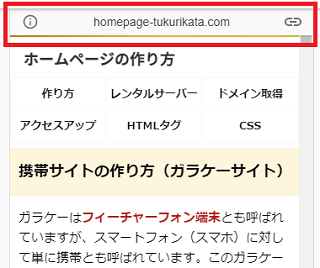 homepage-tukurikata.com
ホームページの作り方
作り方 レンタルサーバー ドメイン取得
アクセスアップ HTMLタグ CSS
携帯サイトの作り方（ガラケーサイト）
ガラケーはフィーチャーフォン端末とも呼ばれ
ていますが、スマートフォン（スマホ）に対し
て単に携帯とも呼ばれています。このガラケー